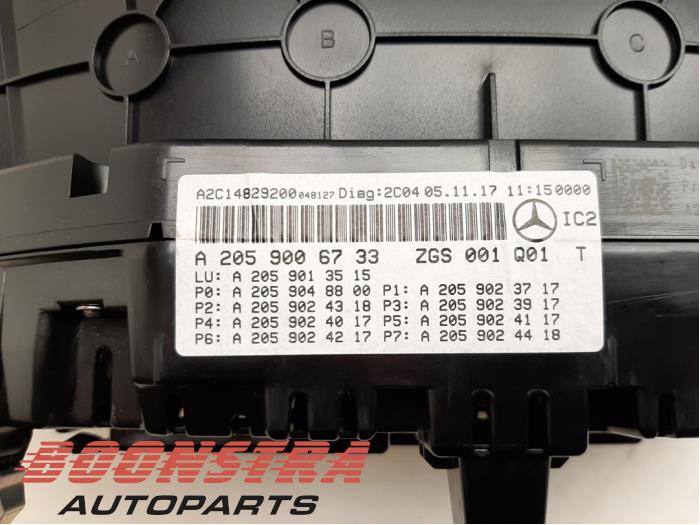 A B C
A2C14829200 048127 Diag:2C04 05.11.17 11:150000
IC2
A 205 900 67 33 ZGS 001 Q01 T
LU: A 205 901 35 15
P0: A 205 904 88 00 P1: A 205 902 37 17
P2: A 205 902 43 18 P3: A 205 902 39 17
P4: A 205 902 40 17 P5: A 205 902 41 17
P6: A 205 902 42 17 P7: A 205 902 44 18
BOONSTRA
AUTOPARTS